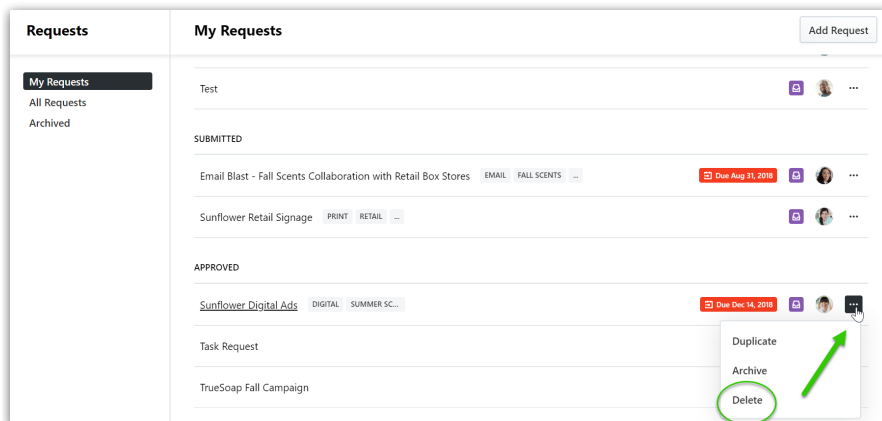 Requests
My Requests
Add Request
My Requests
All Requests
Archived
Test
SUBMITTED
Email Blast - Fall Scents Collaboration with Retail Box Stores EMAIL FALL SCENTS ... Due Aug 31, 2018
Sunflower Retail Signage PRINT RETAIL ...
APPROVED
Sunflower Digital Ads DIGITAL SUMMER SC... Due Dec 14, 2018
Task Request
TrueSoap Fall Campaign
Duplicate
Archive
Delete